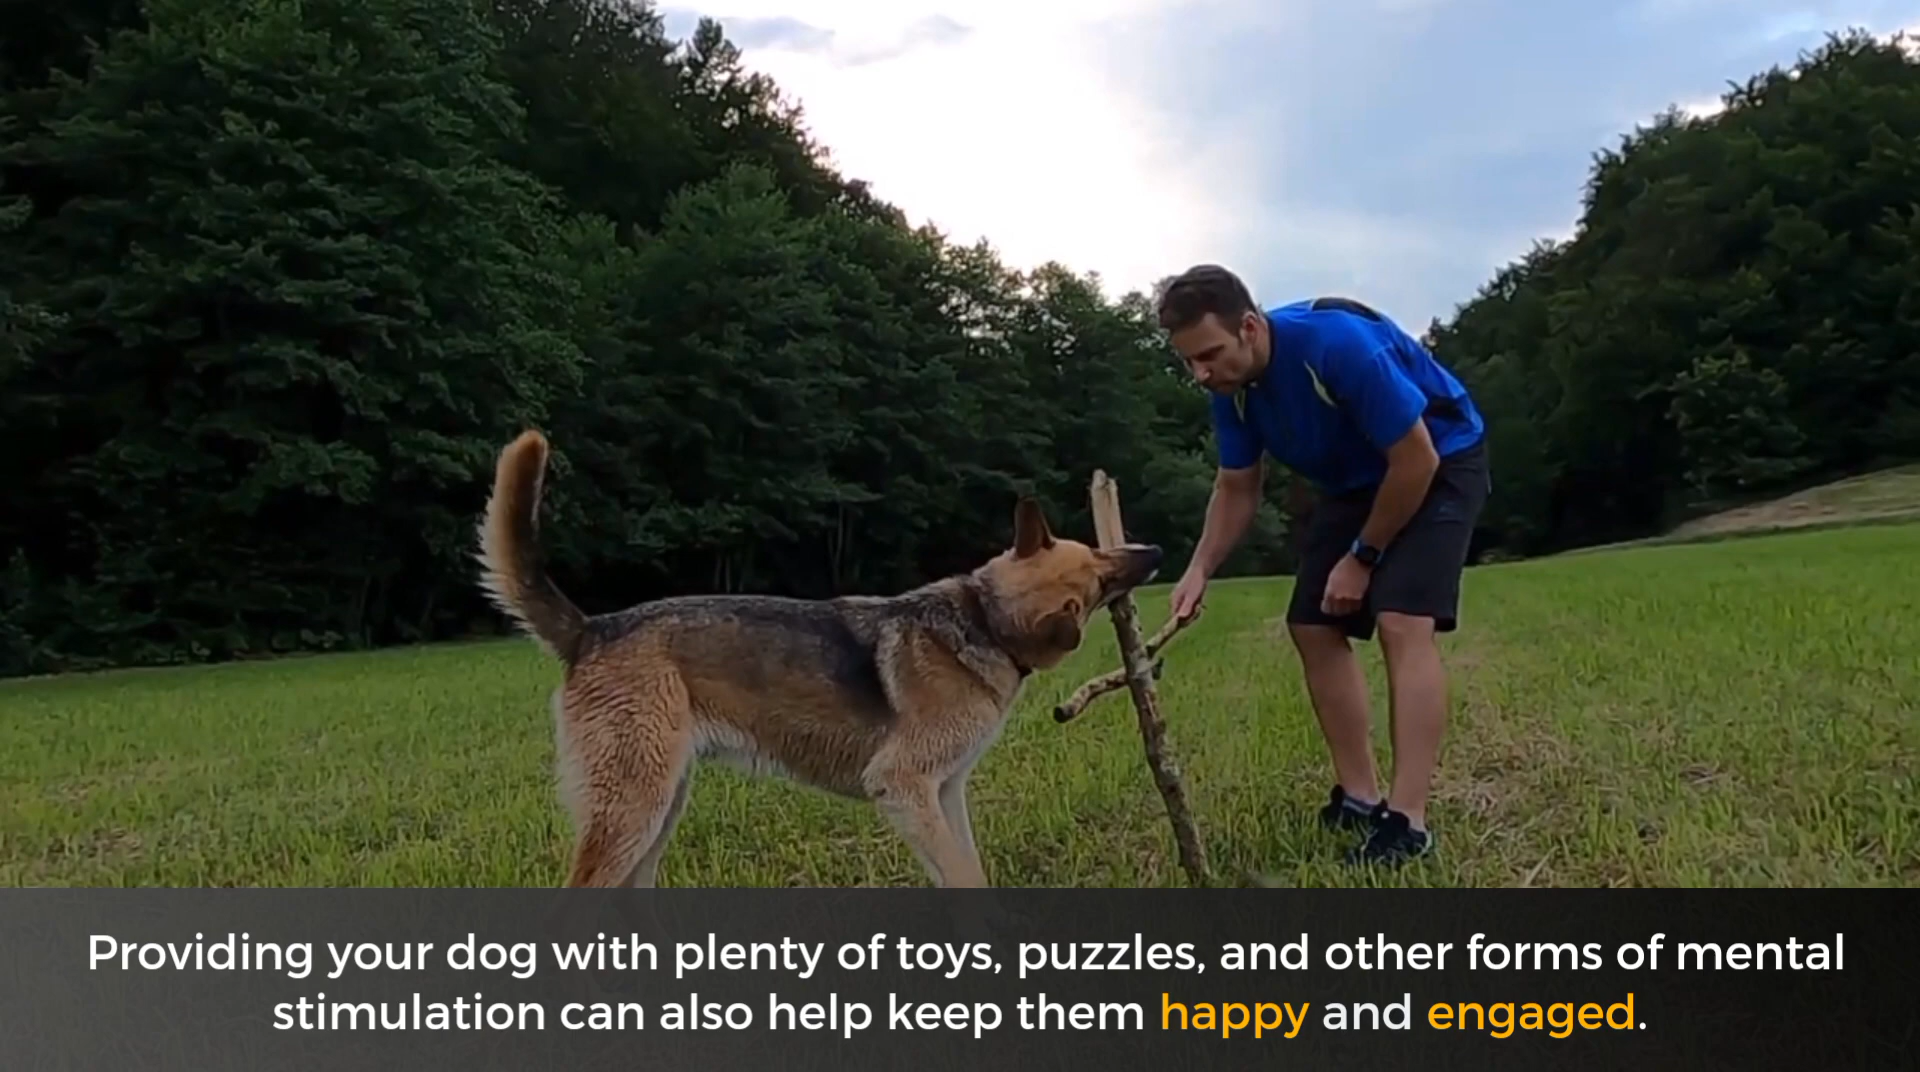 Providing your dog with plenty of toys, puzzles, and other forms of mental
stimulation can also help keep them happy and engaged.